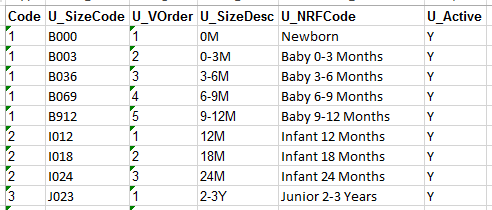 Code U_SizeCode U_VOrder U_SizeDesc U_NRFCode U_Active
1 B000 1 0M Newborn Y
1 B003 2 0-3M Baby 0-3 Months Y
1 B036 3 3-6M Baby 3-6 Months Y
1 B069 4 6-9M Baby 6-9 Months Y
1 B912 5 9-12M Baby 9-12 Months Y
2 I012 1 12M Infant 12 Months Y
2 I018 2 18M Infant 18 Months Y
2 I024 3 24M Infant 24 Months Y
3 J023 1 2-3Y Junior 2-3 Years Y